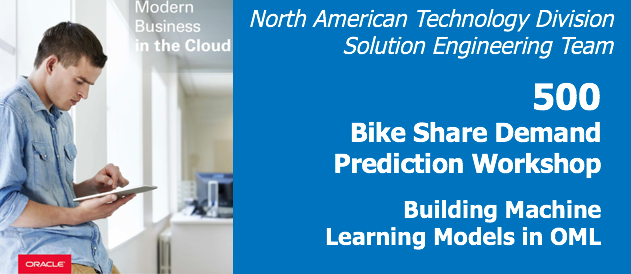 Modern
Business
in the Cloud
ORACLE
North American Technology Division
Solution Engineering Team
500
Bike Share Demand
Prediction Workshop
Building Machine
Learning Models in OML